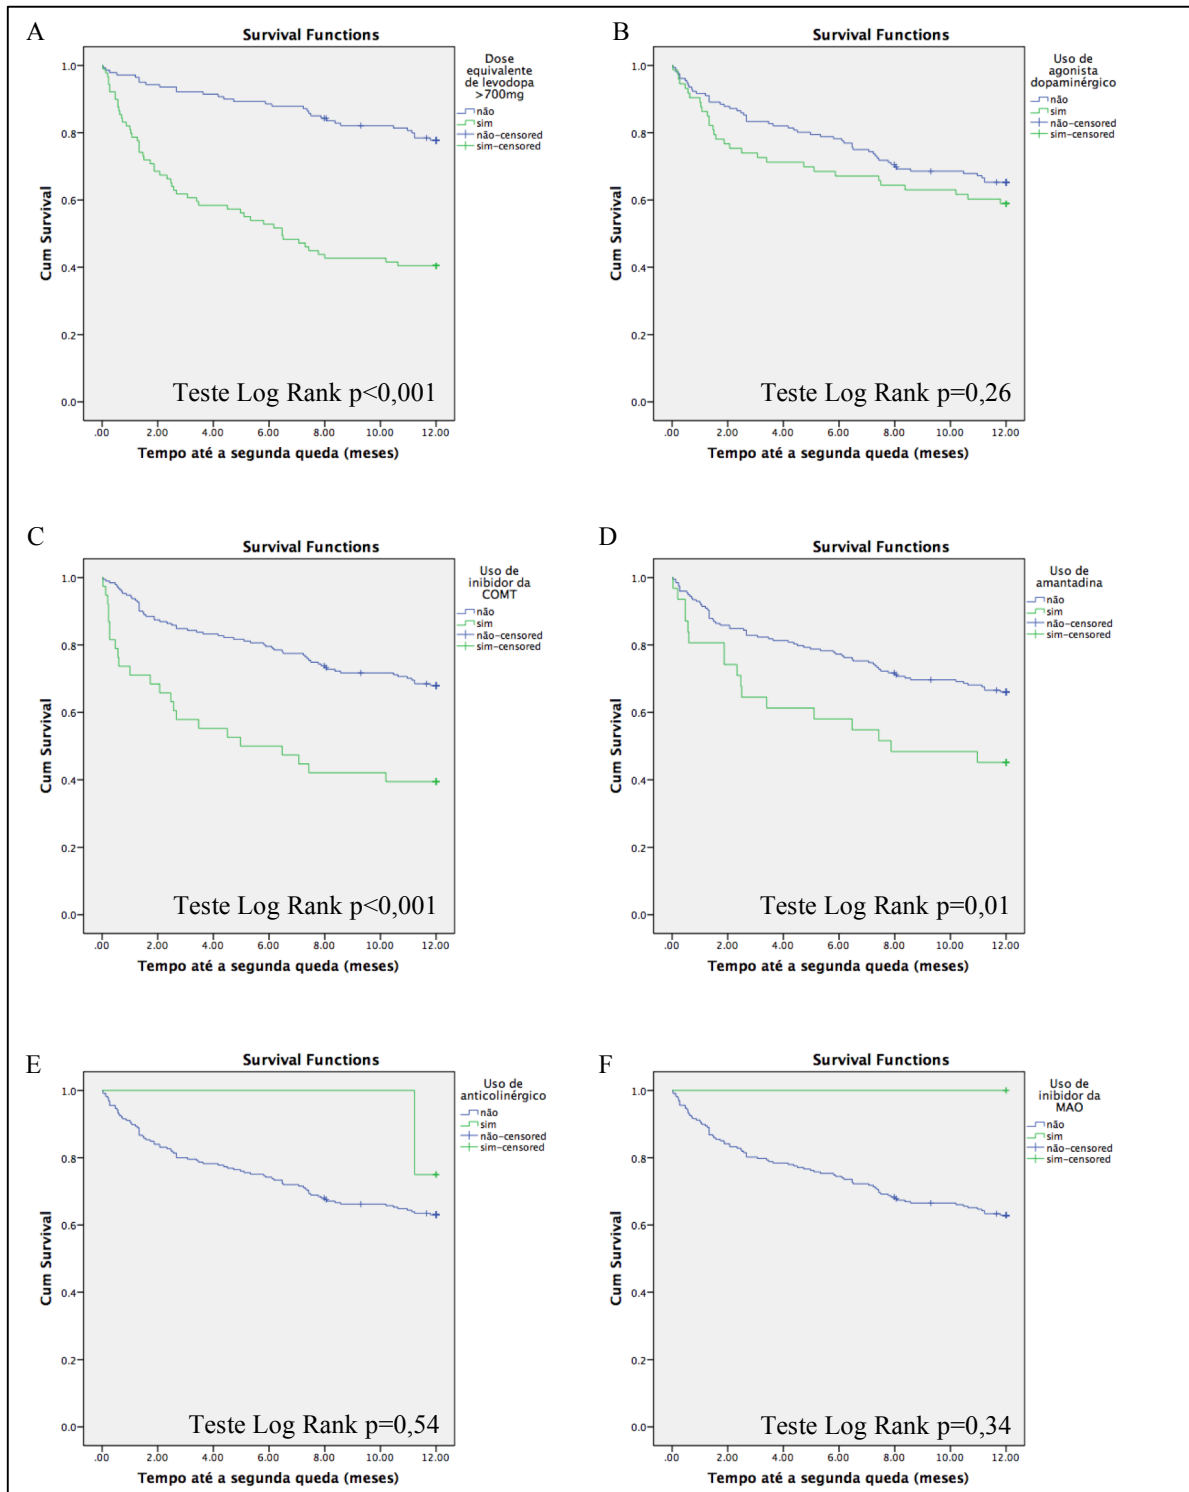 A
Survival Functions
Dose
equivalente
de levodopa
>700mg
não
sim
não-censored
sim-censored
Cum Survival
1.0
0.8
0.6
0.4
0.2
0.0
Teste Log Rank p<0,001
.00 2.00 4.00 6.00 8.00 10.00 12.00
Tempo até a segunda queda (meses)
B
Survival Functions
Uso de
agonista
dopaminérgico
não
sim
não-censored
sim-censored
Cum Survival
1.0
0.8
0.6
0.4
0.2
0.0
Teste Log Rank p=0,26
.00 2.00 4.00 6.00 8.00 10.00 12.00
Tempo até a segunda queda (meses)
C
Survival Functions
Uso de
inibidor da
COMT
não
sim
não-censored
sim-censored
Cum Survival
1.0
0.8
0.6
0.4
0.2
0.0
Teste Log Rank p<0,001
.00 2.00 4.00 6.00 8.00 10.00 12.00
Tempo até a segunda queda (meses)
D
Survival Functions
Uso de
amantadina
não
sim
não-censored
sim-censored
Cum Survival
1.0
0.8
0.6
0.4
0.2
0.0
Teste Log Rank p=0,01
.00 2.00 4.00 6.00 8.00 10.00 12.00
Tempo até a segunda queda (meses)
E
Survival Functions
Uso de
anticolinérgico
não
sim
não-censored
sim-censored
Cum Survival
1.0
0.8
0.6
0.4
0.2
0.0
Teste Log Rank p=0,54
.00 2.00 4.00 6.00 8.00 10.00 12.00
Tempo até a segunda queda (meses)
F
Survival Functions
Uso de
inibidor da
MAO
não
sim
não-censored
sim-censored
Cum Survival
1.0
0.8
0.6
0.4
0.2
0.0
Teste Log Rank p=0,34
.00 2.00 4.00 6.00 8.00 10.00 12.00
Tempo até a segunda queda (meses)